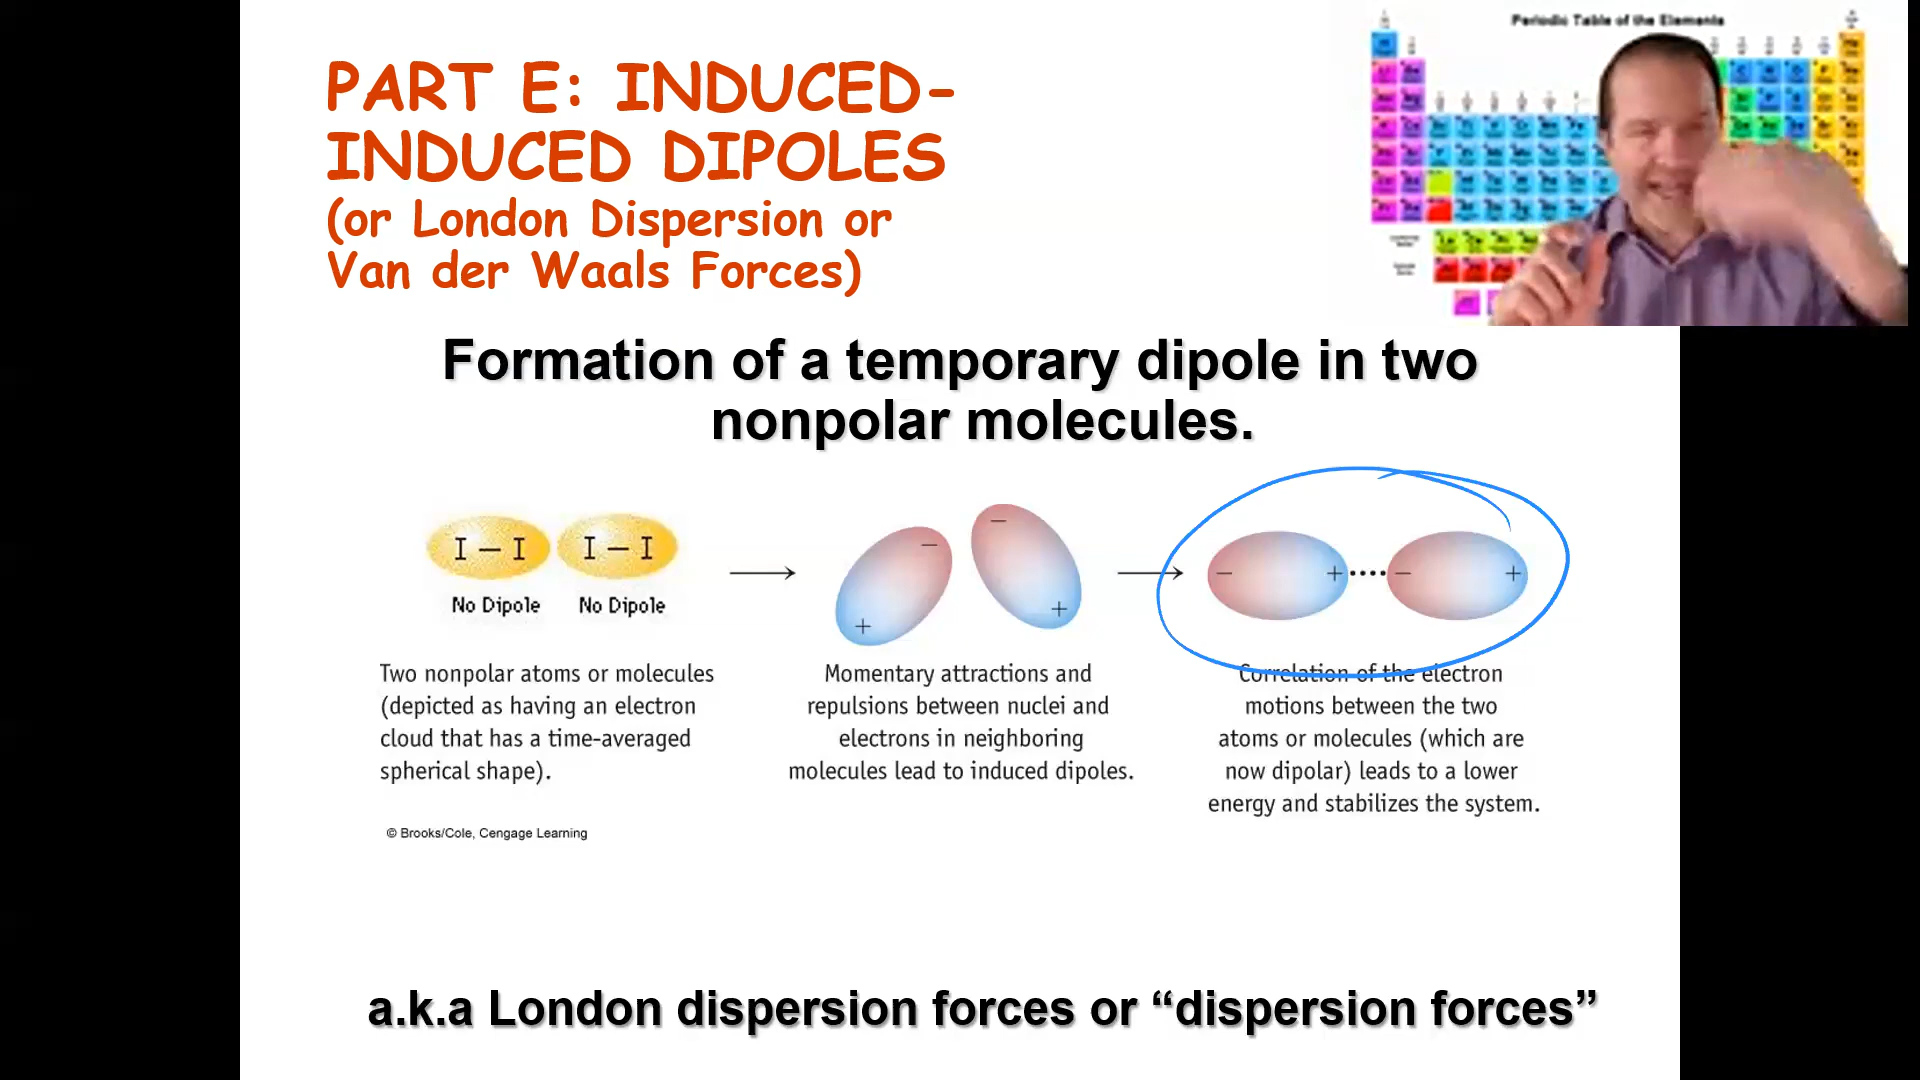 PART E: INDUCED-
INDUCED DIPOLES
(or London Dispersion or
Van der Waals Forces)
Periodic Table of the Elements
Formation of a temporary dipole in two
nonpolar molecules.
I — I
I — I
No Dipole
No Dipole
− +
− +
− + •••• − +
Two nonpolar atoms or molecules
(depicted as having an electron
cloud that has a time-averaged
spherical shape).
Momentary attractions and
repulsions between nuclei and
electrons in neighboring
molecules lead to induced dipoles.
Correlation of the electron
motions between the two
atoms or molecules (which are
now dipolar) leads to a lower
energy and stabilizes the system.
© Brooks/Cole, Cengage Learning
a.k.a London dispersion forces or “dispersion forces”